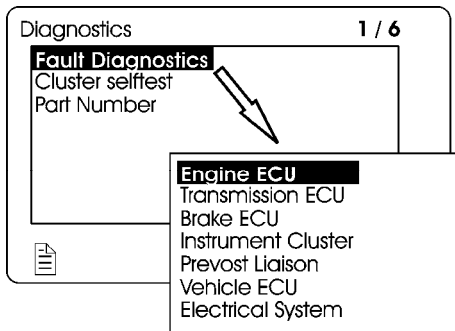 Diagnostics 1 / 6
Fault Diagnostics
Cluster selftest
Part Number
Engine ECU
Transmission ECU
Brake ECU
Instrument Cluster
Prevost Liaison
Vehicle ECU
Electrical System